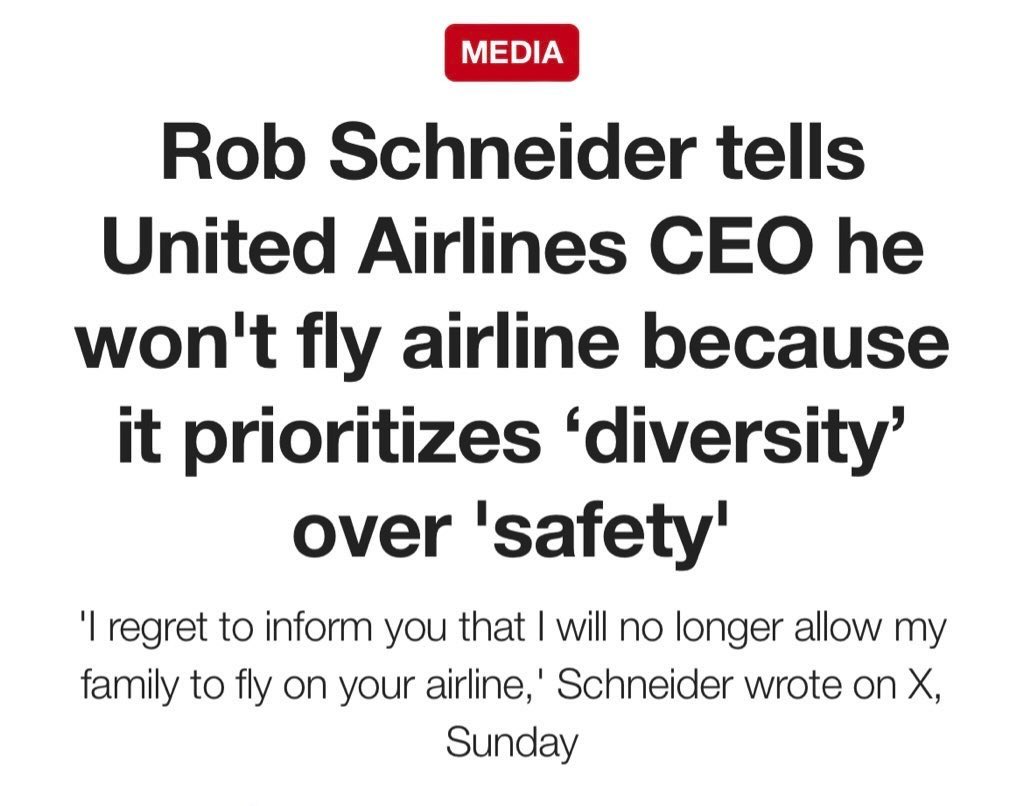 MEDIA
Rob Schneider tells
United Airlines CEO he
won't fly airline because
it prioritizes ‘diversity’
over 'safety'
'I regret to inform you that I will no longer allow my
family to fly on your airline,' Schneider wrote on X,
Sunday